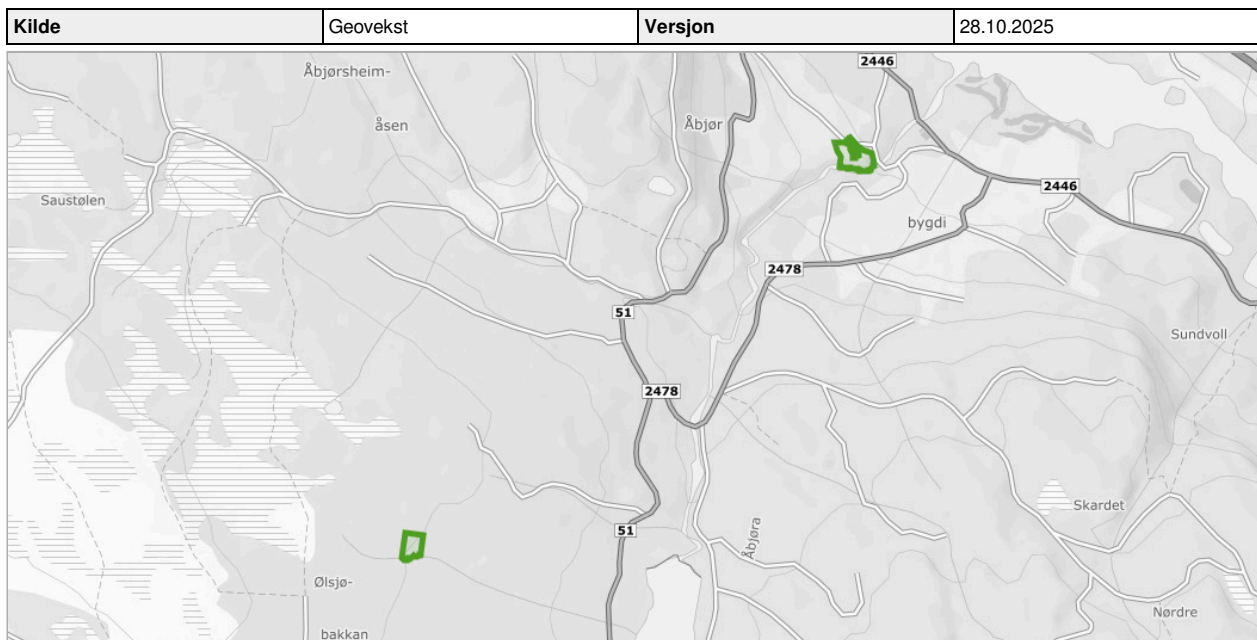 Kilde Geovekst Versjon 28.10.2025
2446
Åbjørsheim-
åsen
Åbjør
2446
Saustølen
bygdi
2478
51
Sundvoll
2478
Skardet
51
Åbjøra
Ølsjø-
bakkan
Nørdre